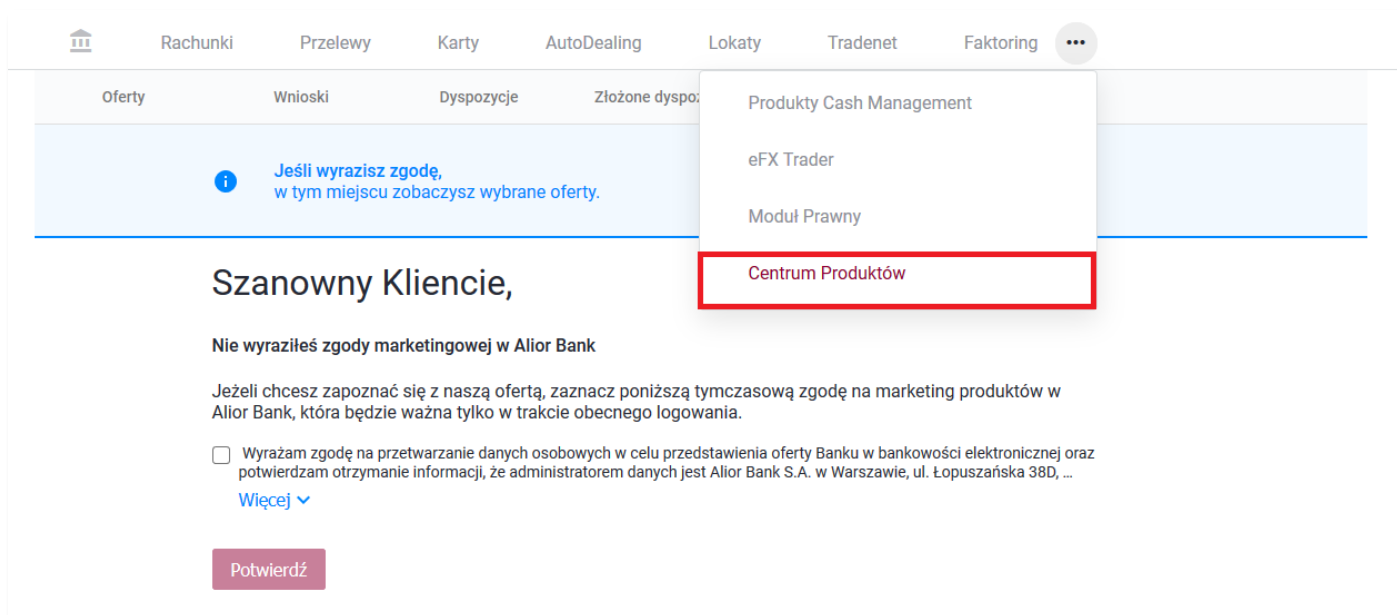 Rachunki Przelewy Karty AutoDealing Lokaty Tradenet Faktoring •••
Oferty Wnioski Dyspozycje Złożone dyspo
Produkty Cash Management
eFX Trader
Moduł Prawny
Centrum Produktów
Jeśli wyrazisz zgodę,
w tym miejscu zobaczysz wybrane oferty.
Szanowny Kliencie,
Nie wyraziłeś zgody marketingowej w Alior Bank
Jeżeli chcesz zapoznać się z naszą ofertą, zaznacz poniższą tymczasową zgodę na marketing produktów w
Alior Bank, która będzie ważna tylko w trakcie obecnego logowania.
Wyrażam zgodę na przetwarzanie danych osobowych w celu przedstawienia oferty Banku w bankowości elektronicznej oraz
potwierdzam otrzymanie informacji, że administratorem danych jest Alior Bank S.A. w Warszawie, ul. Łopuszańska 38D, ...
Więcej
Potwierdź